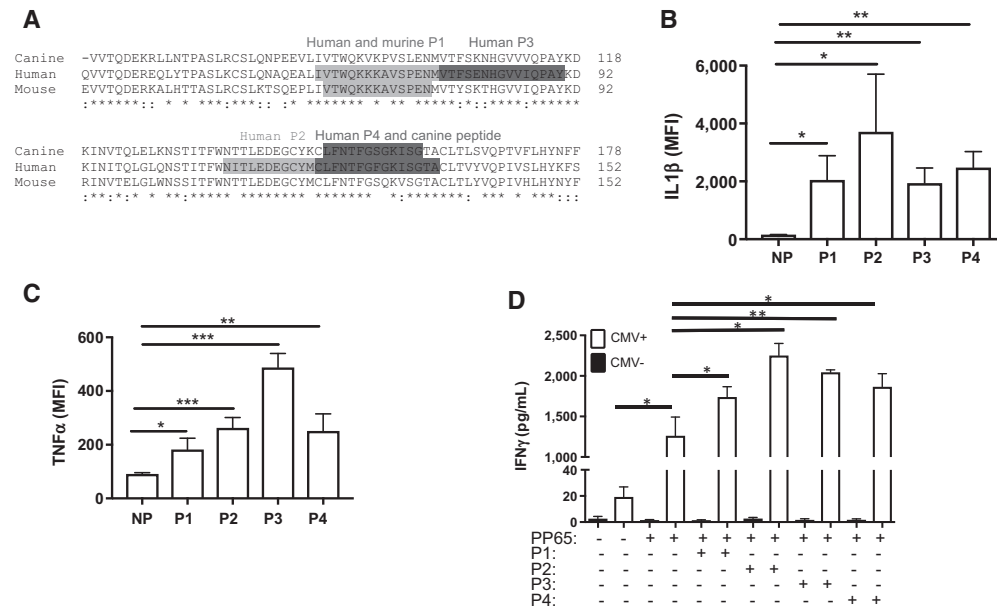 A
Human and murine P1 Human P3
Canine -VVTQDEKRLLNTPASLRCSLQNPEEVLIVTWQKVKPVSLENMVTFSKNHGVVVQPAYKD 118
Human QVVTQDEREQLYTPASLKCSLQNAQEALIVTWQKKKAVSPENMVTFSENHGVVIQPAYKD 92
Mouse EVVTQDERKALHTTASLRCSLKTSQEPLIVTWQKKKAVSPENMVTYSKTHGVVIQPAYKD 92
Human P2 Human P4 and canine peptide
Canine KINVTQLELKNSTITFWNTTLEDEGCYKCLFNTFGSGKISGTACLTLSVQPTVFLHYNFF 178
Human KINITQLGLQNSTITFWNITLEDEGCYMCLFNTFGFGKISGTACLTVYVQPIVSLHYKFS 152
Mouse RINVTELGLWNSSITFWNTTLEDEGCYMCLFNTFGSQKVSGTACLTLYVQPIVHLHYNYFS 152
B
IL1β (MFI)
6,000
4,000
2,000
0
**
**
*
*
NP P1 P2 P3 P4
C
TNFα (MFI)
600
400
200
0
**
***
***
*
NP P1 P2 P3 P4
D
IFNγ (pg/mL)
CMV+
CMV-
2,500
2,000
1,500
1,000
40
20
0
*
**
*
*
*
PP65: - - + + + + + + + + + +
P1: - - - - + + - - - - - -
P2: - - - - - - + + - - - -
P3: - - - - - - - - + + - -
P4: - - - - - - - - - - + +